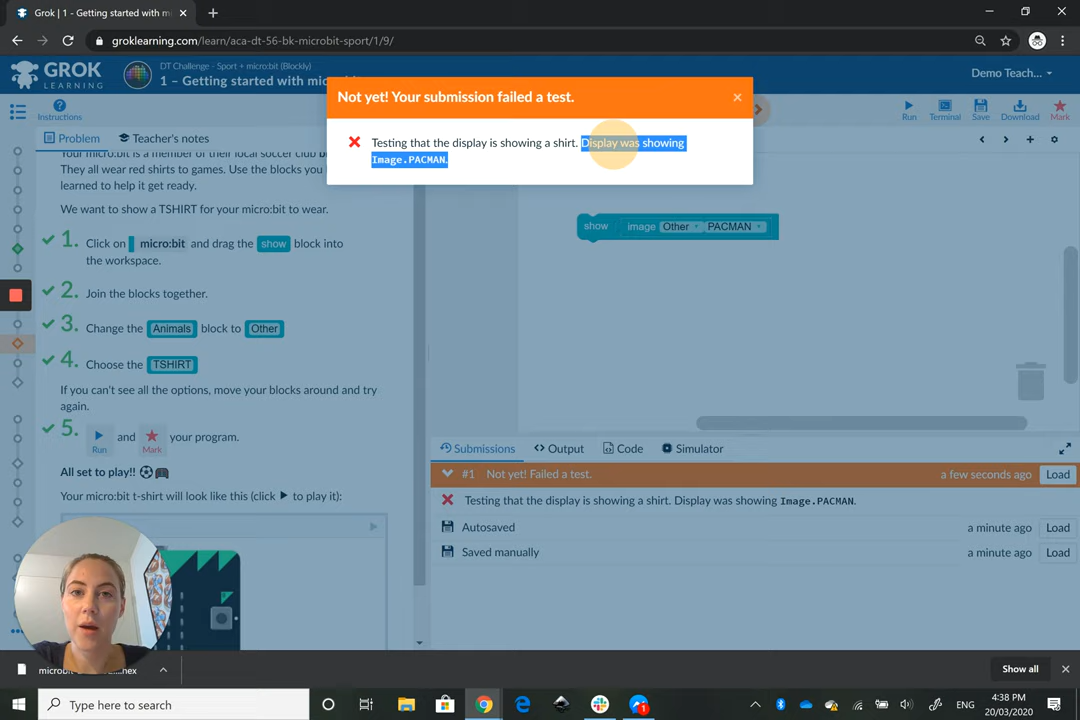 Grok | 1 - Getting started with mi
groklearning.com/learn/aca-dt-56-bk-microbit-sport/1/9/
GROK
LEARNING
DT Challenge - Sport + micro:bit (Blockly)
1 – Getting started with micro:bit
Demo Teach...
Not yet! Your submission failed a test.
Testing that the display is showing a shirt. Display was showing
Image.PACMAN.
Instructions
Run
Terminal
Save
Download
Mark
Problem
Teacher's notes
Your micro:bit is a member of their local soccer club
They all wear red shirts to games. Use the blocks you
learned to help it get ready.
We want to show a TSHIRT for your micro:bit to wear.
1. Click on micro:bit and drag the show block into
the workspace.
2. Join the blocks together.
3. Change the Animals block to Other
4. Choose the TSHIRT
If you can't see all the options, move your blocks around and try
again.
5. Run and Mark your program.
All set to play!!
Your micro:bit t-shirt will look like this (click ▶ to play it):
show image Other PACMAN
Submissions
Output
Code
Simulator
#1 Not yet! Failed a test.
a few seconds ago
Load
Testing that the display is showing a shirt. Display was showing Image.PACMAN.
Autosaved
a minute ago
Load
Saved manually
a minute ago
Load
Show all
Type here to search
1
ENG
4:38 PM
20/03/2020